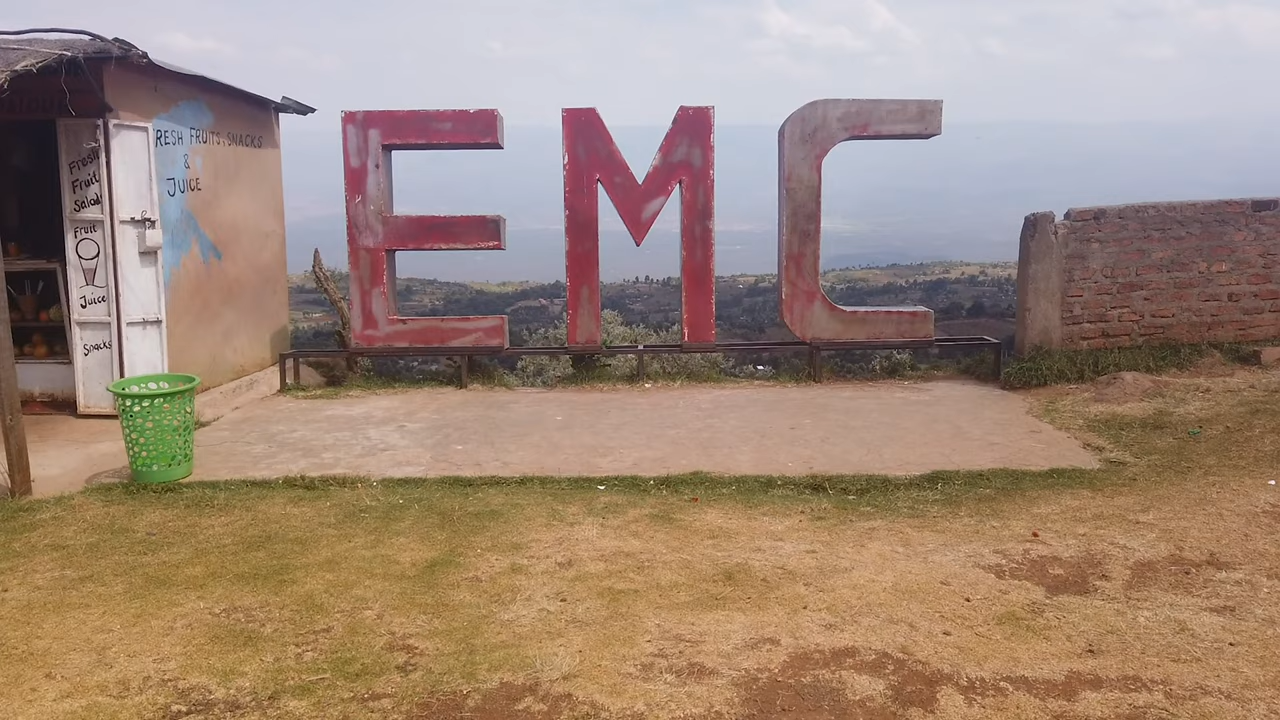 EMC
RESH FRUITS, SNACKS
&
JUICE
Fresh
Fruit
Salad
Fruit
Juice
Snacks